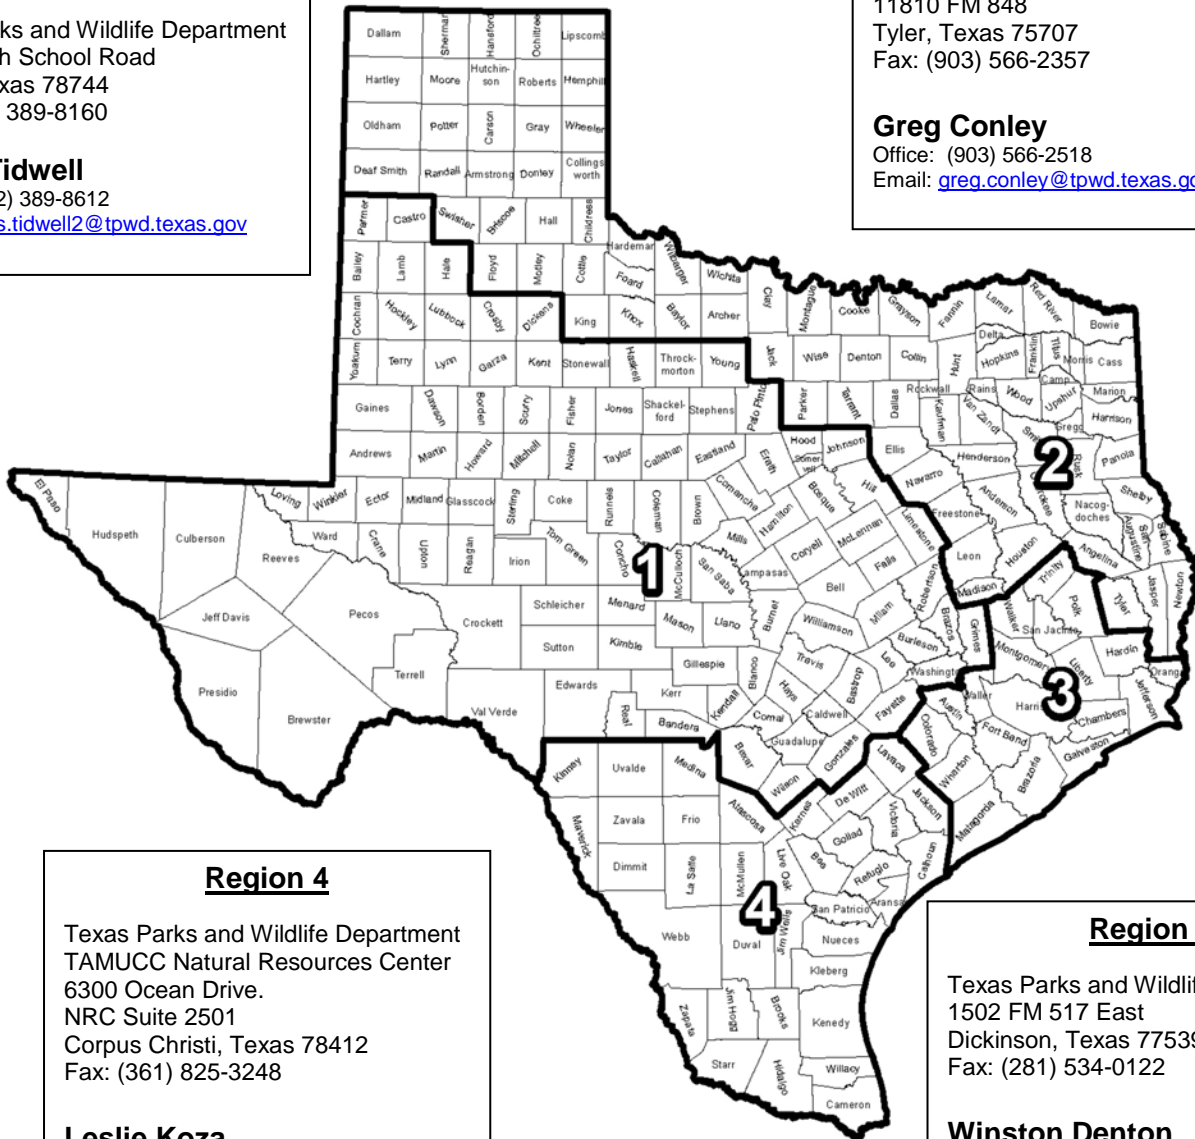 ks and Wildlife Department
h School Road
xas 78744
389-8160
Tidwell
2) 389-8612
s.tidwell2@tpwd.texas.gov
11810 FM 848
Tyler, Texas 75707
Fax: (903) 566-2357
Greg Conley
Office: (903) 566-2518
Email: greg.conley@tpwd.texas.go
Dallam Sherman Hansford Ochiltree Lipscomb
Hartley Moore Hutchin-
son Roberts Hemphill
Oldham Potter Carson Gray Wheeler
Deaf Smith Randall Armstrong Donley Collings
worth
Parmer Castro Swisher Briscoe Hall Childress
Bailey Lamb Hale Floyd Motley Cottle Hardeman Foard Wilbarger Wichita
Cochran Hockley Lubbock Crosby Dickens King Knox Baylor Archer Clay Montague Cooke Grayson Fannin Lamar Red River Bowie
Yoakum Terry Lynn Garza Kent Stonewall Haskell Throck-
morton Young Jack Wise Denton Collin Hunt Delta Hopkins Franklin Titus Morris Cass
Gaines Dawson Borden Scurry Fisher Jones Shackel-
ford Stephens Palo Pinto Parker Tarrant Dallas Rockwall Kaufman Rains Van Zandt Wood Camp Upshur Marion
Gregg Harrison
Andrews Martin Howard Mitchell Nolan Taylor Callahan Eastland Erath Hood Somer-
vell Johnson Ellis Henderson Smi Rusk Panola
2
El Paso Hudspeth Culberson Reeves Loving Winkler Ector Midland Glasscock Sterling Coke Runnels Coleman Brown Comanche Hamilton Bosque Hill Navarro Anderson okee Nacog-
doches Shelby
Ward Crane Upton Reagan Irion Tom Green Concho McCulloch San Saba Mills ampasas Coryell McLennan Falls Limestone Freestone Leon Houston Angelina San
Augustine Sabine
1
Jeff Davis Pecos Crockett Schleicher Menard Mason Llano Burnet Bell Milam Robertson Madison Trinity Polk Tyler Jasper Newton
Presidio Brewster Terrell Sutton Kimble Gillespie Blanco Williamson Travis Lee Burleson Brazos Grimes Walker San Jacinto Hardin
Val Verde Edwards Real Kerr Kendall Bandera Hays Comal Caldwell Bastrop Fayette Washingt Austin Waller Montgomery Liberty Orang Jefferson
Harris Chambers
3
Kinney Uvalde Medina Bexar Guadalupe Wilson Gonzales Lavaca Colorado Wharton Fort Bend Brazoria Galveston
Maverick Zavala Frio Atascosa Karnes De Witt Jackson Matagorda
Dimmit La Salle McMullen Live Oak Bee Goliad Victoria Refugio Calhoun
4
Webb Duval Jim Wells San Patricio Aransas Nueces
Kleberg
Zapata Jim Hogg Brooks Kenedy
Starr Hidalgo Willacy
Cameron
Region 4
Texas Parks and Wildlife Department
TAMUCC Natural Resources Center
6300 Ocean Drive.
NRC Suite 2501
Corpus Christi, Texas 78412
Fax: (361) 825-3248
Leslie Koza
Region
Texas Parks and Wildlif
1502 FM 517 East
Dickinson, Texas 77539
Fax: (281) 534-0122
Winston Denton